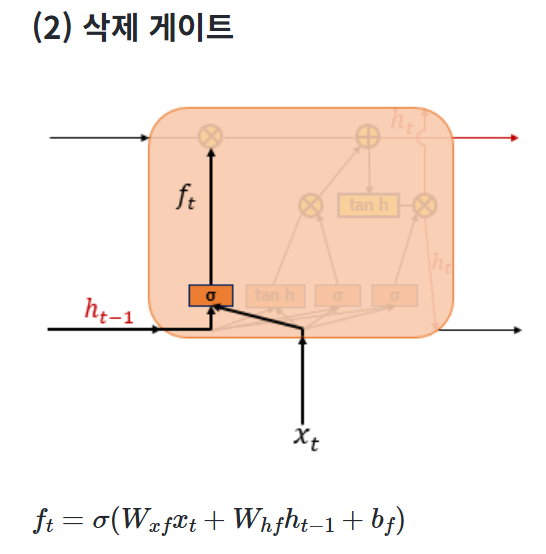 (2) 삭제 게이트
h_t
f_t
tan h
h_t
σ tan h σ σ
h_{t-1}
x_t
f_t = σ(W_{xf}x_t + W_{hf}h_{t-1} + b_f)